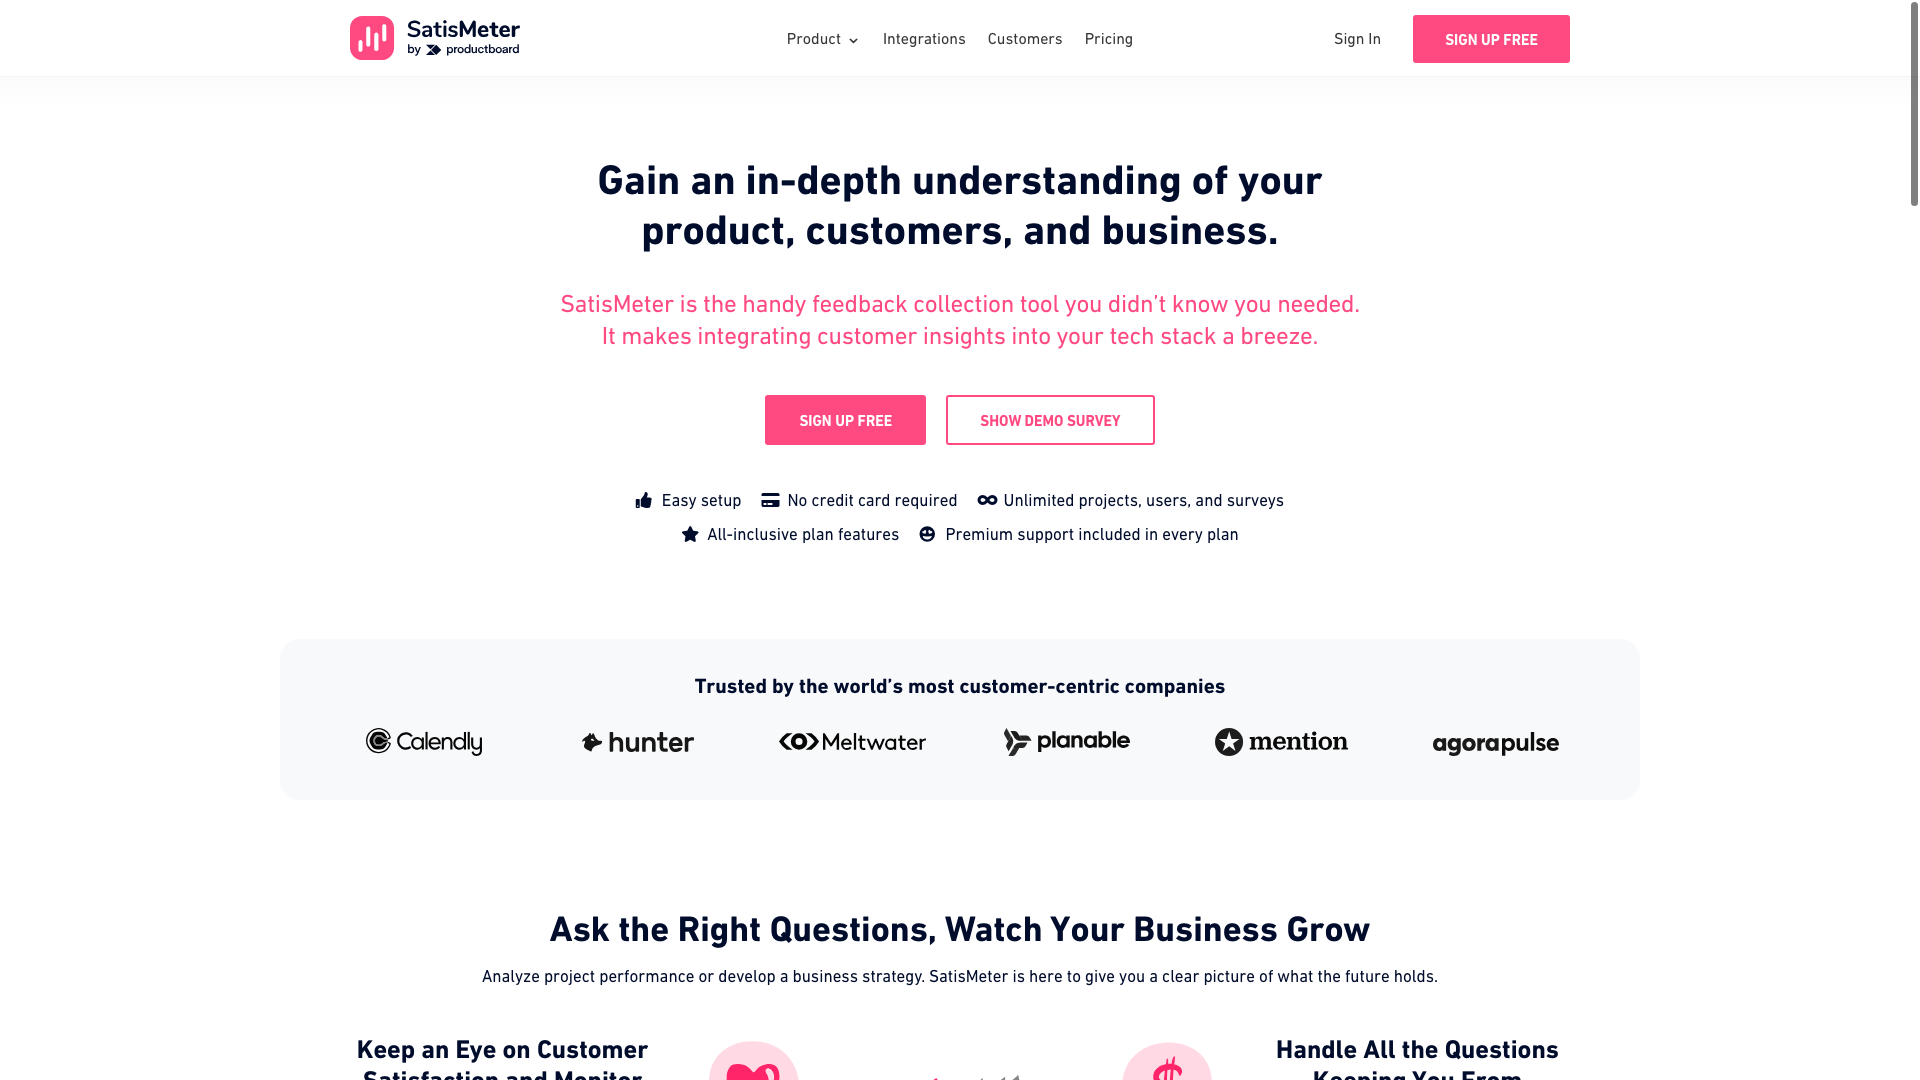 SatisMeter
by productboard
Product
Integrations
Customers
Pricing
Sign In
SIGN UP FREE
Gain an in-depth understanding of your
product, customers, and business.
SatisMeter is the handy feedback collection tool you didn’t know you needed.
It makes integrating customer insights into your tech stack a breeze.
SIGN UP FREE
SHOW DEMO SURVEY
Easy setup
No credit card required
Unlimited projects, users, and surveys
All-inclusive plan features
Premium support included in every plan
Trusted by the world’s most customer-centric companies
Calendly
hunter
Meltwater
planable
mention
agorapulse
Ask the Right Questions, Watch Your Business Grow
Analyze project performance or develop a business strategy. SatisMeter is here to give you a clear picture of what the future holds.
Keep an Eye on Customer
Satisfaction and Monitor
Handle All the Questions
Keeping You From